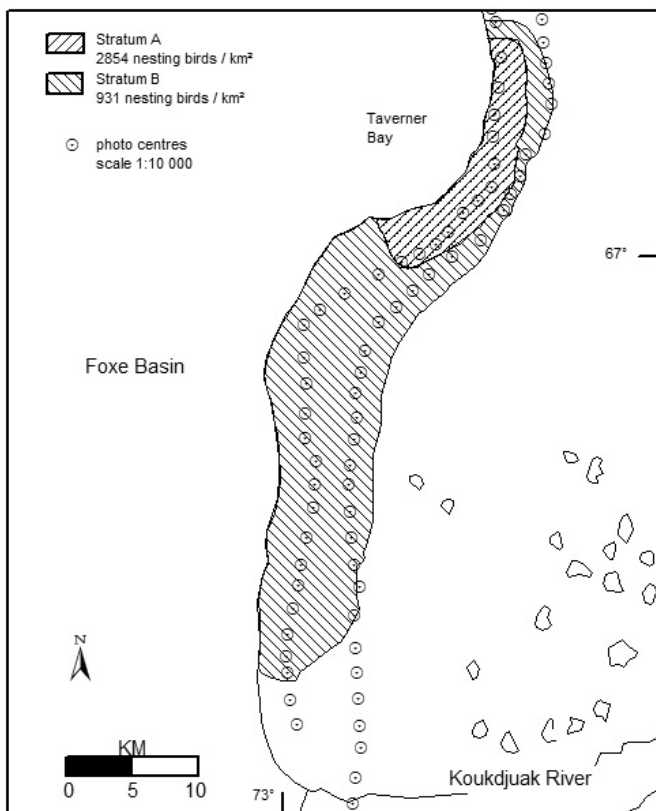 Stratum A
2854 nesting birds / km²
Stratum B
931 nesting birds / km²
photo centres
scale 1:10 000
Taverner
Bay
67°
Foxe Basin
N
KM
0 5 10
73°
Koukdjuak River